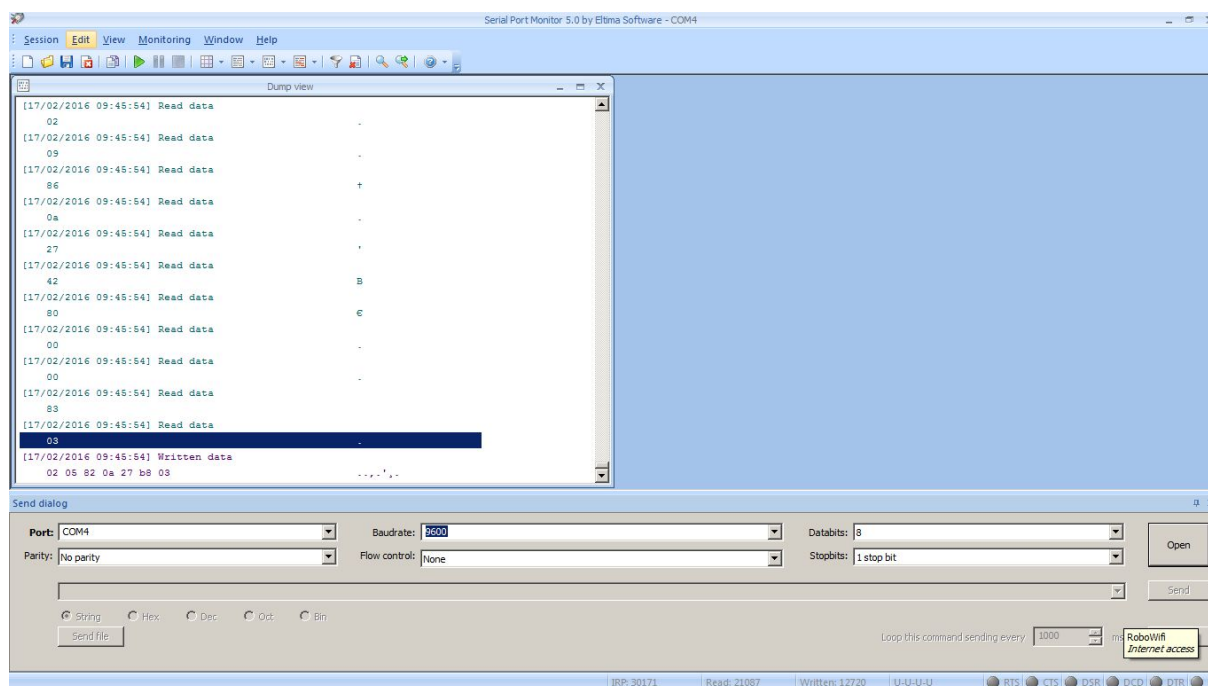 Serial Port Monitor 5.0 by Eltima Software - COM4
Session Edit View Monitoring Window Help
Dump view
[17/02/2016 09:45:54] Read data
02 .
[17/02/2016 09:45:54] Read data
09 .
[17/02/2016 09:45:54] Read data
86 †
[17/02/2016 09:45:54] Read data
0a .
[17/02/2016 09:45:54] Read data
27 '
[17/02/2016 09:45:54] Read data
42 B
[17/02/2016 09:45:54] Read data
80 €
[17/02/2016 09:45:54] Read data
00 .
[17/02/2016 09:45:54] Read data
00 .
[17/02/2016 09:45:54] Read data
83
[17/02/2016 09:45:54] Read data
03 .
[17/02/2016 09:45:54] Written data
02 05 82 0a 27 b8 03 ..‚.'¸.
Send dialog
Port: COM4 Baudrate: 9600 Databits: 8 Open
Parity: No parity Flow control: None Stopbits: 1 stop bit
Send
String Hex Dec Oct Bin
Send file Loop this command sending every 1000 ms
RoboWifi
Internet access
IRP: 30171 Read: 21087 Written: 12720 U-U-U-U RTS CTS DSR DCD DTR